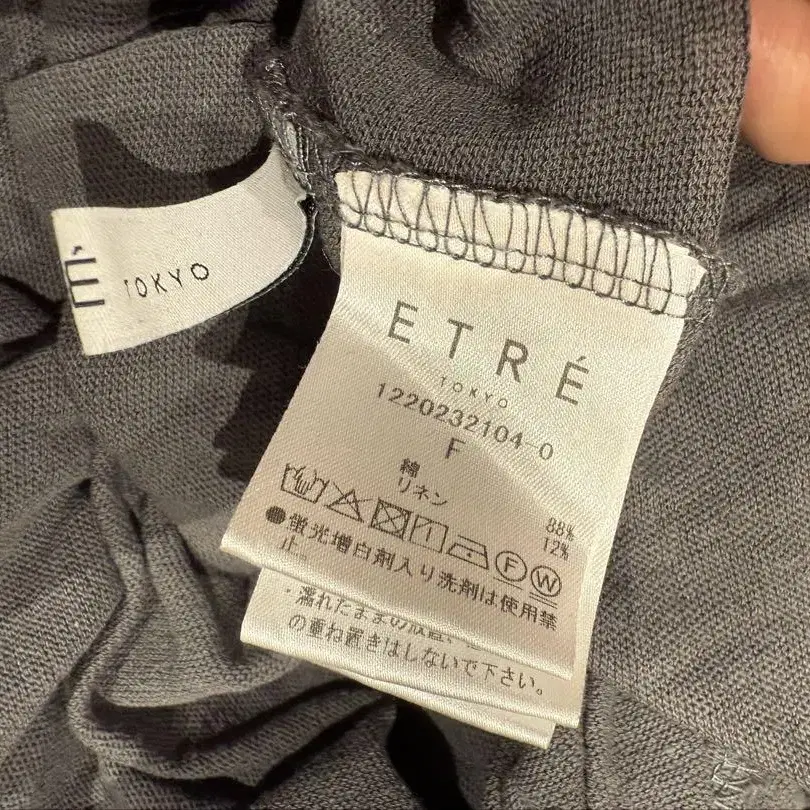 É
TOKYO
ETRÉ
TOKYO
1220232104-0
F
綿 88%
リネン 12%
F W
●蛍光増白剤入り洗剤は使用禁
止。
・濡れたままの放置、
の重ね置きはしないで下さい。